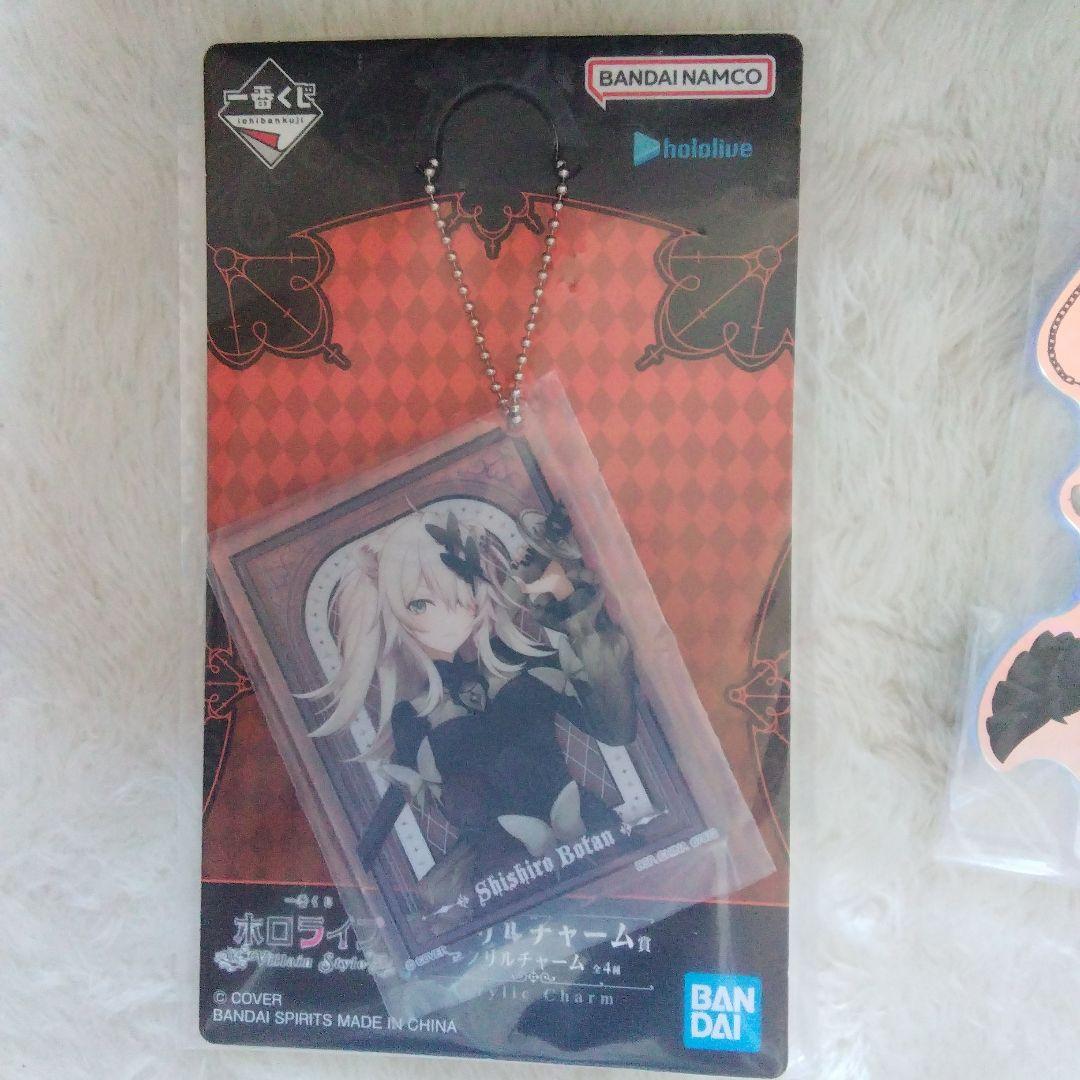 一番くじ
ichibankuji
BANDAI NAMCO
hololive
Shishiro Botan
BSP, CHINA
© COVER
一番くじ
ホロライブ
Villain Style
リルチャーム賞
リルチャーム 全4種
ylic Charm
© COVER
BANDAI SPIRITS MADE IN CHINA
BAN
DAI